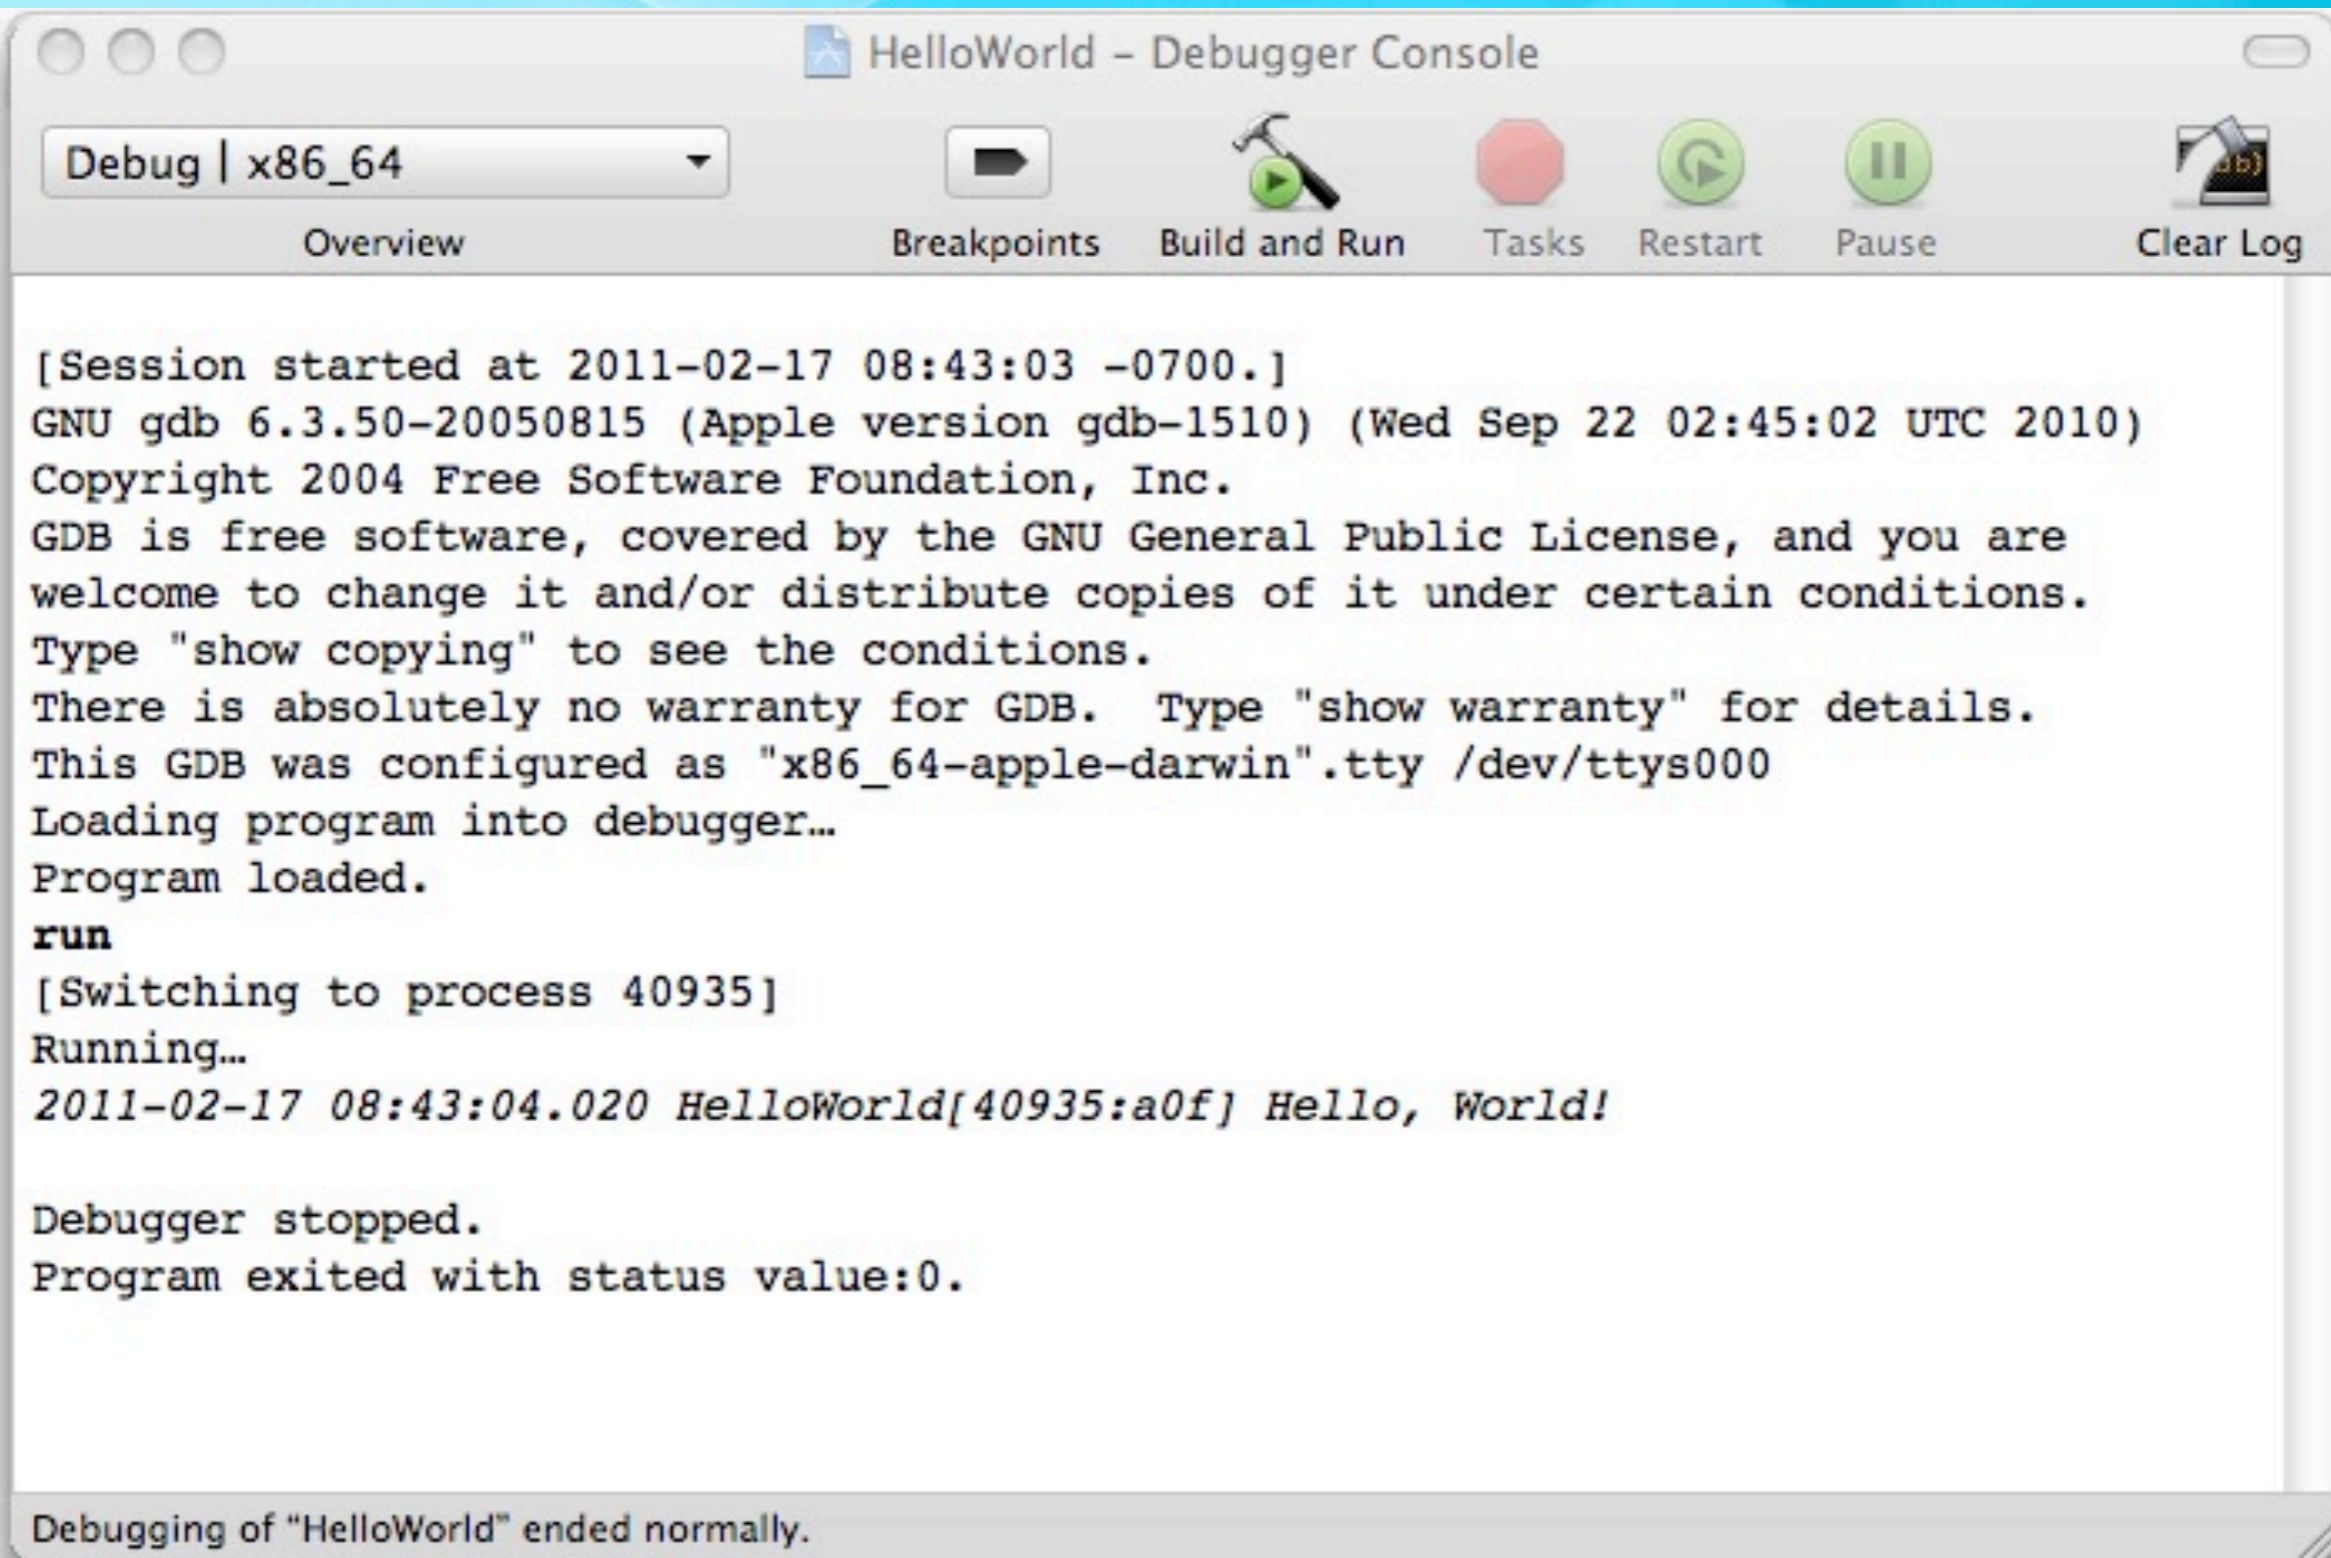 HelloWorld – Debugger Console
Debug | x86_64
Overview
Breakpoints
Build and Run
Tasks
Restart
Pause
Clear Log
[Session started at 2011-02-17 08:43:03 -0700.]
GNU gdb 6.3.50-20050815 (Apple version gdb-1510) (Wed Sep 22 02:45:02 UTC 2010)
Copyright 2004 Free Software Foundation, Inc.
GDB is free software, covered by the GNU General Public License, and you are
welcome to change it and/or distribute copies of it under certain conditions.
Type "show copying" to see the conditions.
There is absolutely no warranty for GDB.  Type "show warranty" for details.
This GDB was configured as "x86_64-apple-darwin".tty /dev/ttys000
Loading program into debugger…
Program loaded.
run
[Switching to process 40935]
Running…
2011-02-17 08:43:04.020 HelloWorld[40935:a0f] Hello, World!
Debugger stopped.
Program exited with status value:0.
Debugging of “HelloWorld” ended normally.